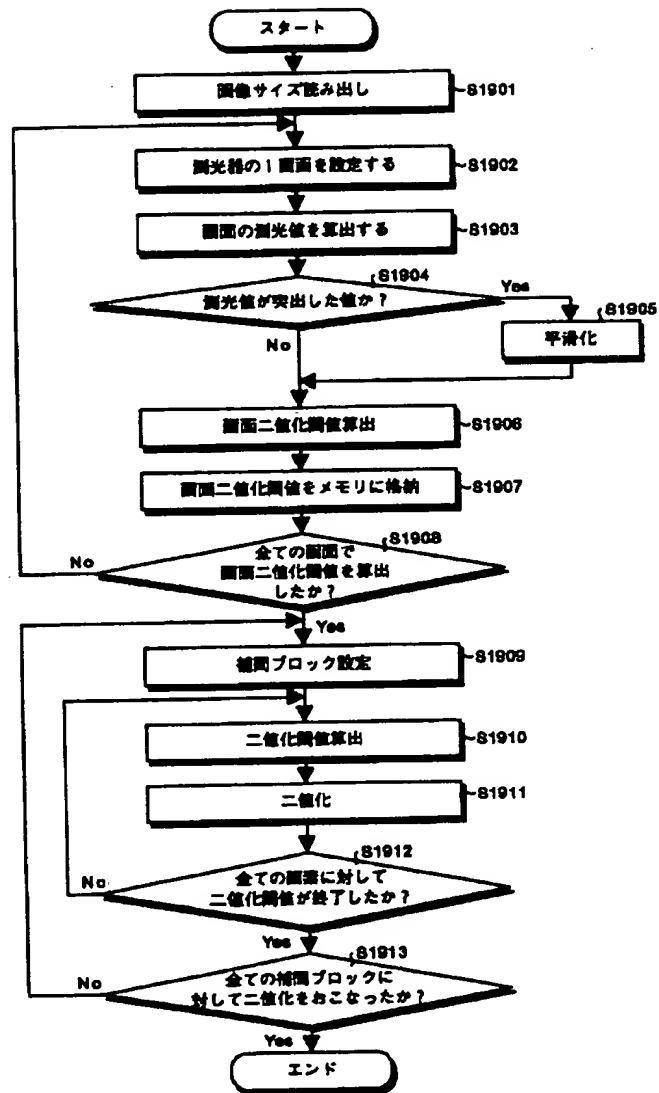 スタート
画像サイズ読み出し
S1901
測光器の1画面を設定する
S1902
画面の測光値を算出する
S1903
S1904
測光値が突出した値か?
Yes
S1905
平滑化
No
画面二値化閾値算出
S1906
画面二値化閾値をメモリに格納
S1907
S1908
No
全ての画面で
画面二値化閾値を算出
したか?
Yes
補間ブロック設定
S1909
二値化閾値算出
S1910
二値化
S1911
S1912
No
全ての画素に対して
二値化閾値が終了したか?
Yes
S1913
No
全ての補間ブロックに
対して二値化をおこなったか?
Yes
エンド